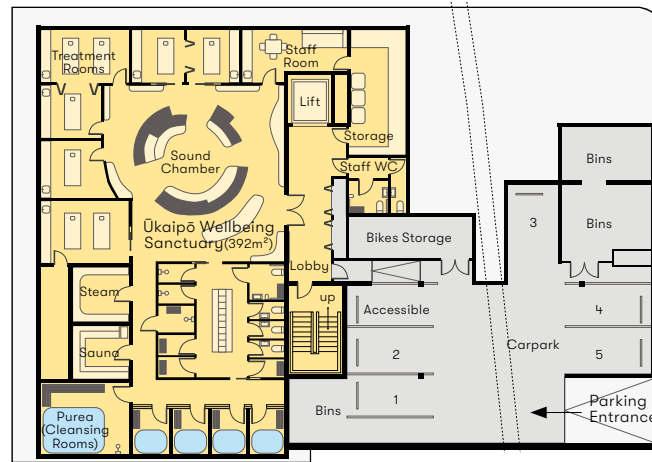 Treatment
Rooms
Staff
Room
Lift
Storage
Sound
Chamber
Staff WC
Ūkaipō Wellbeing
Sanctuary (392m²)
Lobby
up
Steam
Sauna
Purea
(Cleansing
Rooms)
Bikes Storage
Bins
Bins
3
Accessible
4
2
Carpark
5
1
Bins
Parking
Entrance